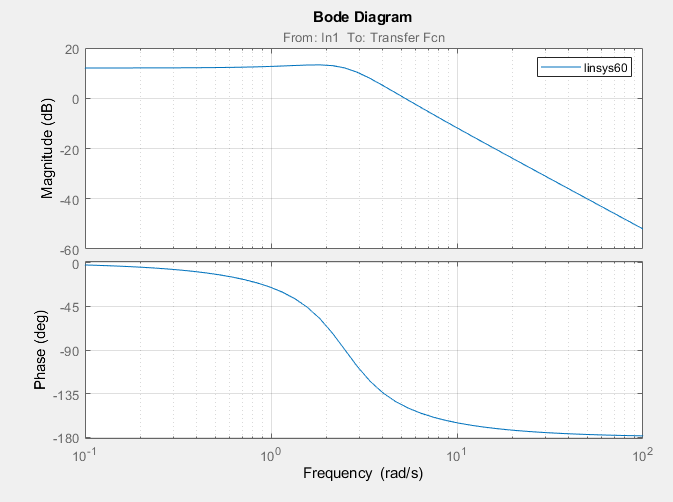 Bode Diagram
From: In1 To: Transfer Fcn
20
0
-20
-40
-60
Magnitude (dB)
linsys60
0
-45
-90
-135
-180
Phase (deg)
10^-1
10^0
10^1
10^2
Frequency (rad/s)